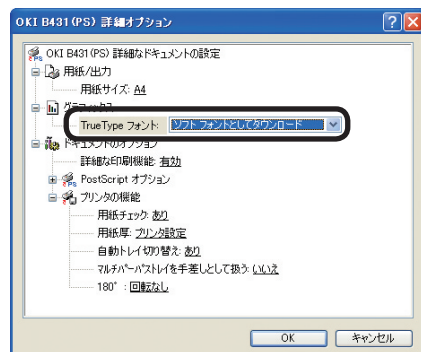 OKI B431(PS) 詳細オプション
OKI B431(PS) 詳細なドキュメントの設定
用紙/出力
用紙サイズ: A4
グラフィックス
TrueType フォント: ソフト フォントとしてダウンロード
ドキュメントのオプション
詳細な印刷機能: 有効
PostScript オプション
プリンタの機能
用紙チェック: あり
用紙厚: プリンタ設定
自動トレイ切り替え: あり
マルチパーパストレイを手差しとして扱う: いいえ
180° : 回転なし
OK キャンセル